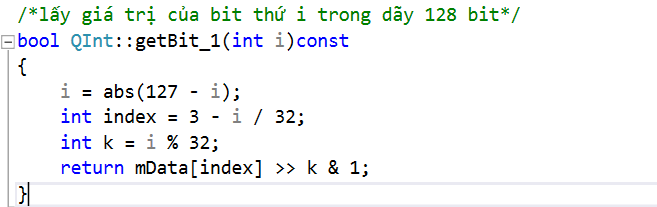 /*lấy giá trị của bit thứ i trong dãy 128 bit*/
bool QInt::getBit_1(int i)const
{
i = abs(127 - i);
int index = 3 - i / 32;
int k = i % 32;
return mData[index] >> k & 1;
}